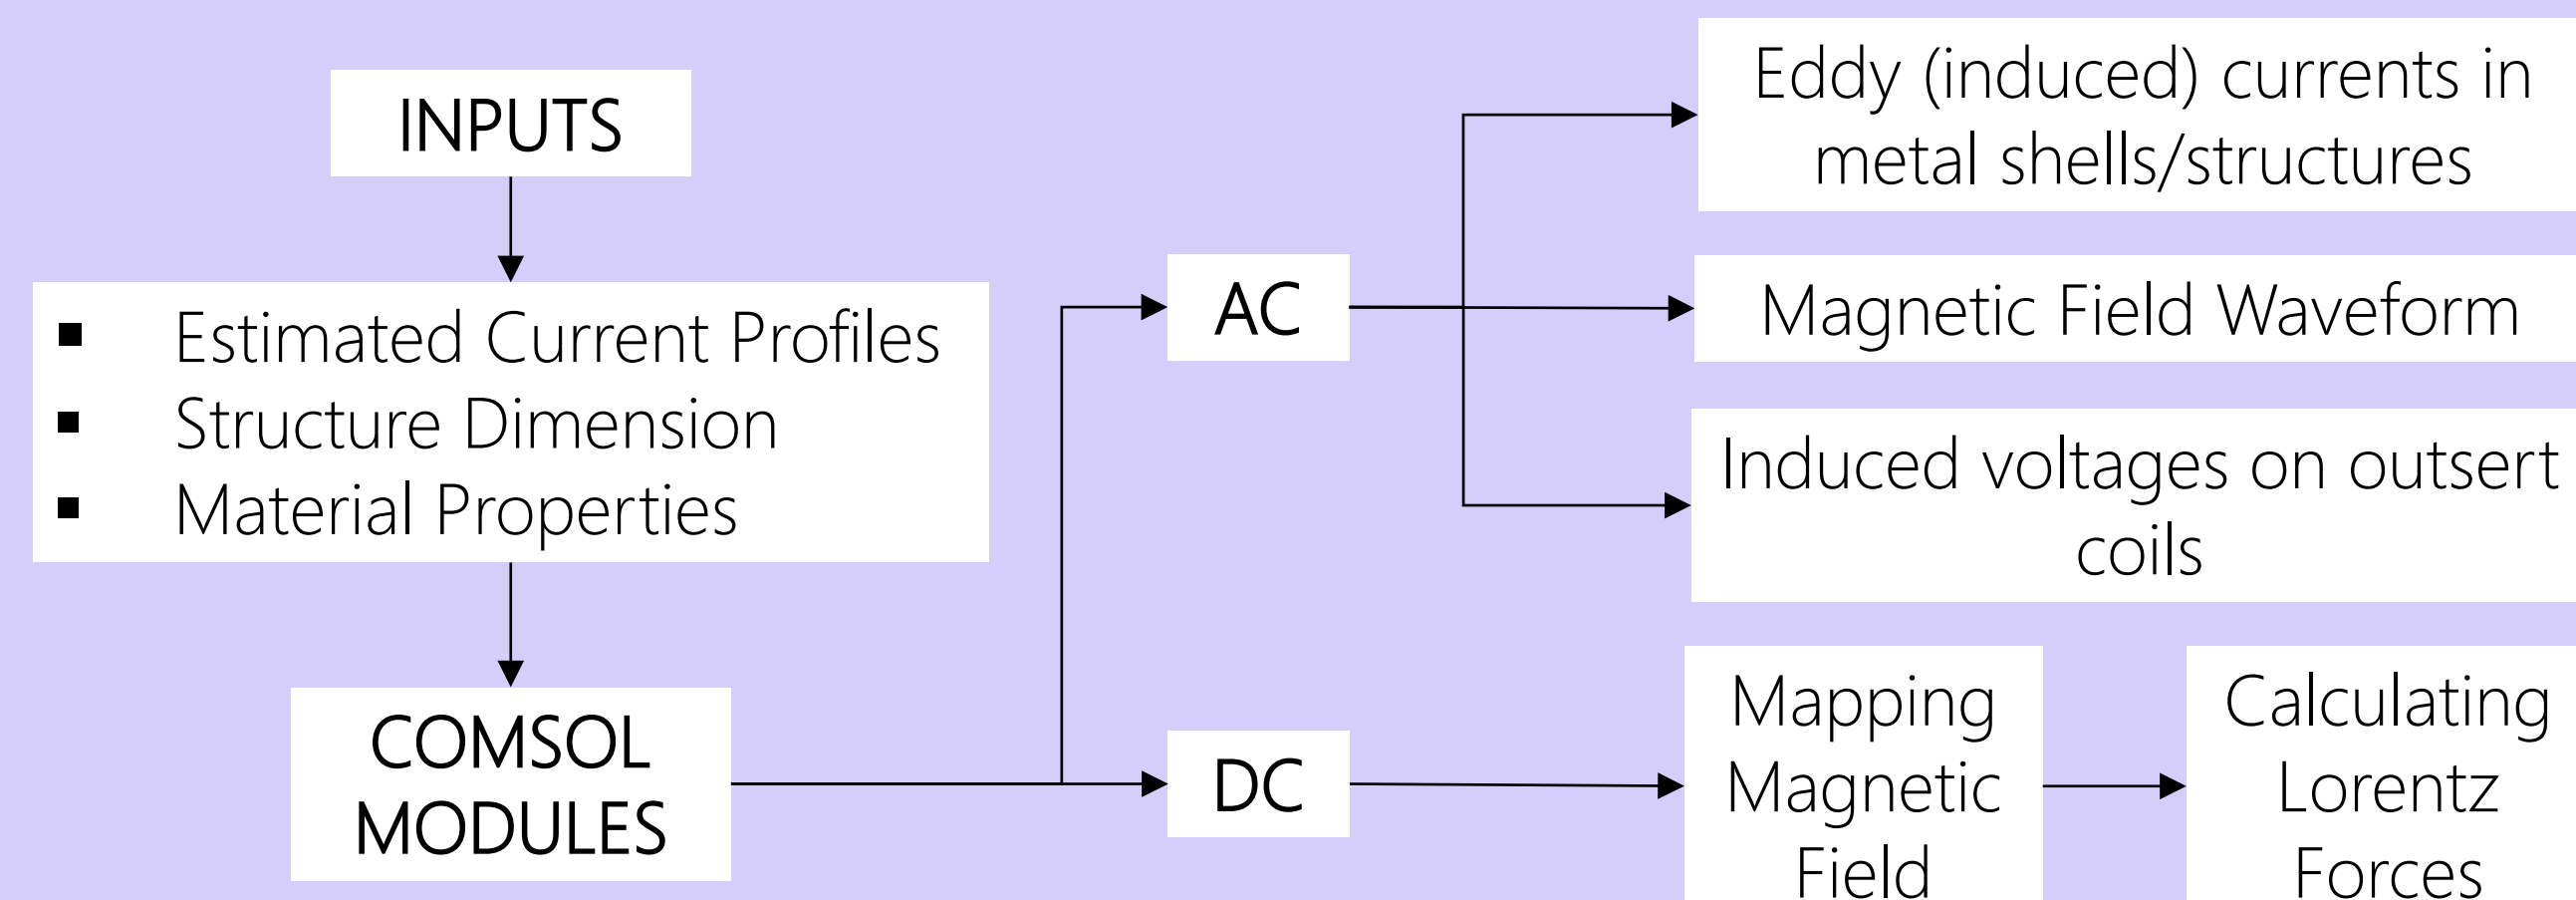 INPUTS
▪ Estimated Current Profiles
▪ Structure Dimension
▪ Material Properties
COMSOL
MODULES
AC
Eddy (induced) currents in
metal shells/structures
Magnetic Field Waveform
Induced voltages on outsert
coils
DC
Mapping
Magnetic
Field
Calculating
Lorentz
Forces